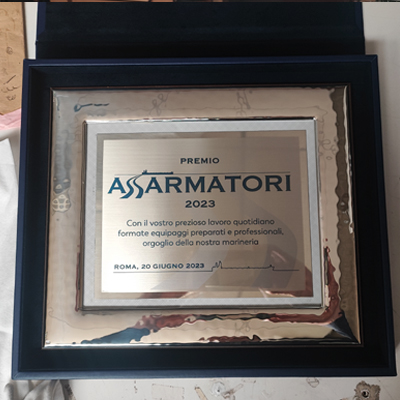 PREMIO
ASSARMATORI
2023
Con il vostro prezioso lavoro quotidiano
formate equipaggi preparati e professionali,
orgoglio della nostra marineria
ROMA, 20 GIUGNO 2023